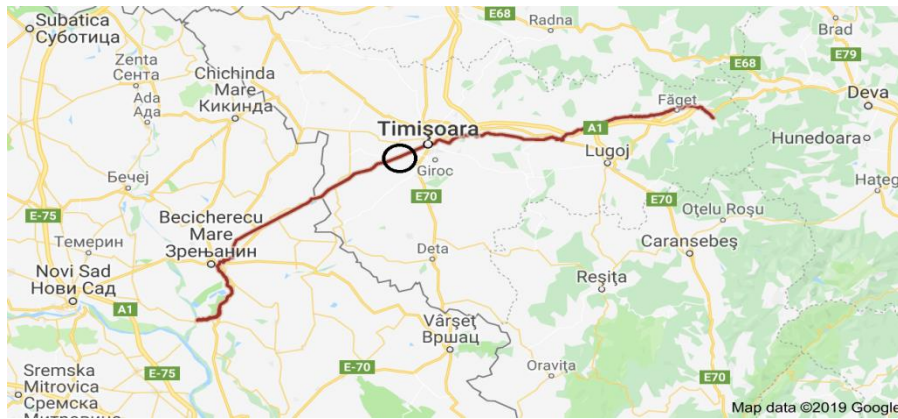 Subatica
Суботица
Zenta
Сента
Ada
Ада
Chichinda
Mare
Кикинда
Radna
E68
Brad
E79
E68
Deva
Făget
A1
Hunedoara
Timișoara
Giroc
Lugoj
E70
Бечеј
E-75
Becicherecu
Mare
Зрењанин
Темерин
Novi Sad
Нови Сад
A1
Deta
E70
Oțelu Roșu
Hateg
Caransebeș
Reșița
Vârșeț
Вршац
E-75
E-70
Oravița
E70
Sremska
Mitrovica
Сремска
Митровица
Map data ©2019 Google